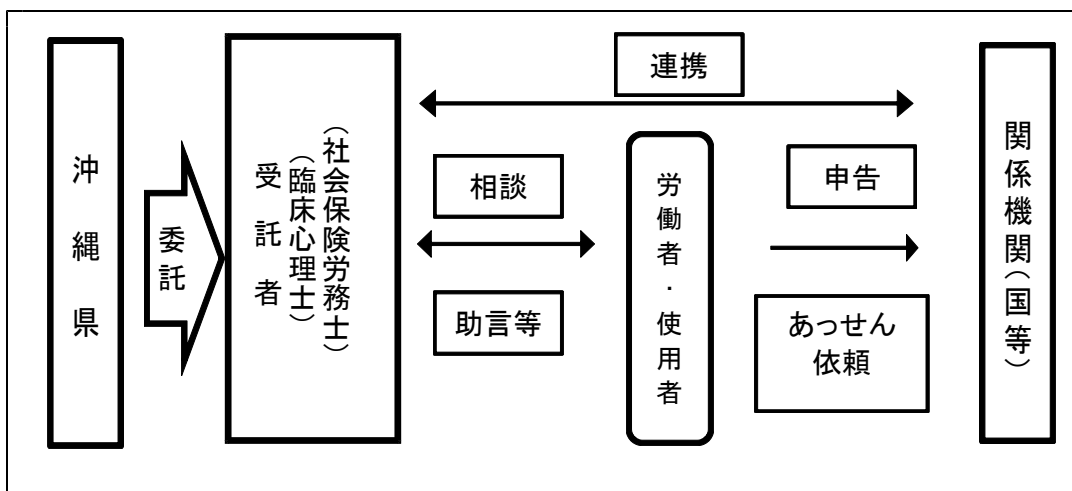 沖縄県
委託
受託者
（臨床心理士）
（社会保険労務士）
連携
相談
助言等
労働者・使用者
申告
あっせん
依頼
関係機関（国等）